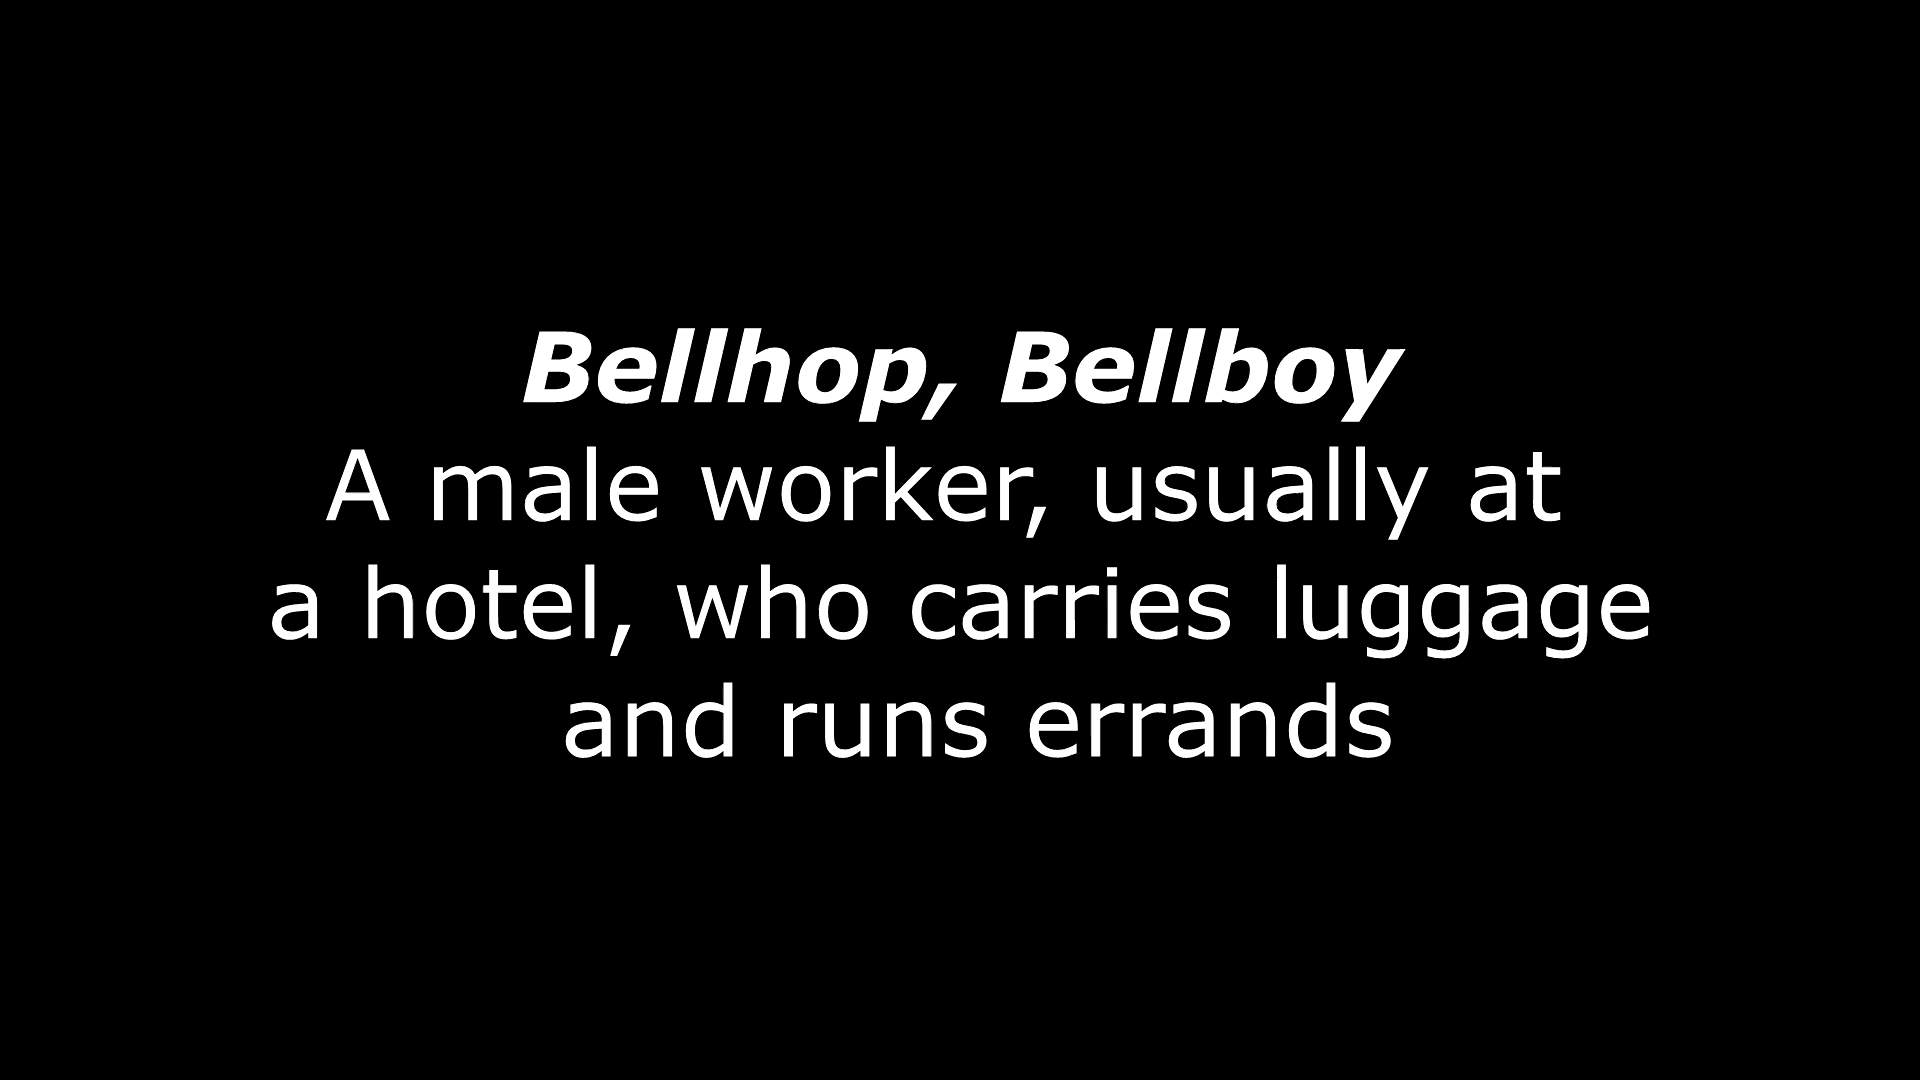 Bellhop, Bellboy
A male worker, usually at
a hotel, who carries luggage
and runs errands